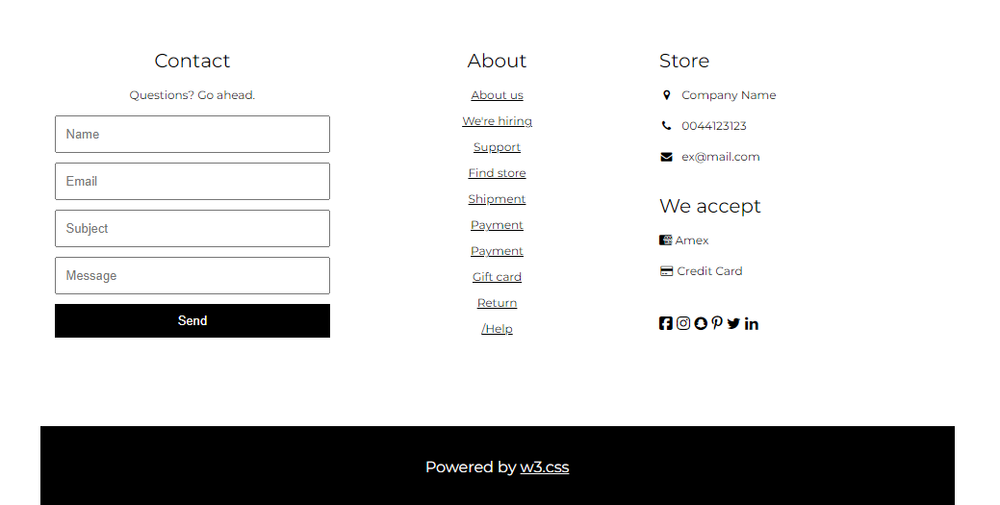 Contact
Questions? Go ahead.
Name
Email
Subject
Message
Send
About
About us
We're hiring
Support
Find store
Shipment
Payment
Payment
Gift card
Return
/Help
Store
Company Name
0044123123
ex@mail.com
We accept
Amex
Credit Card
Powered by w3.css